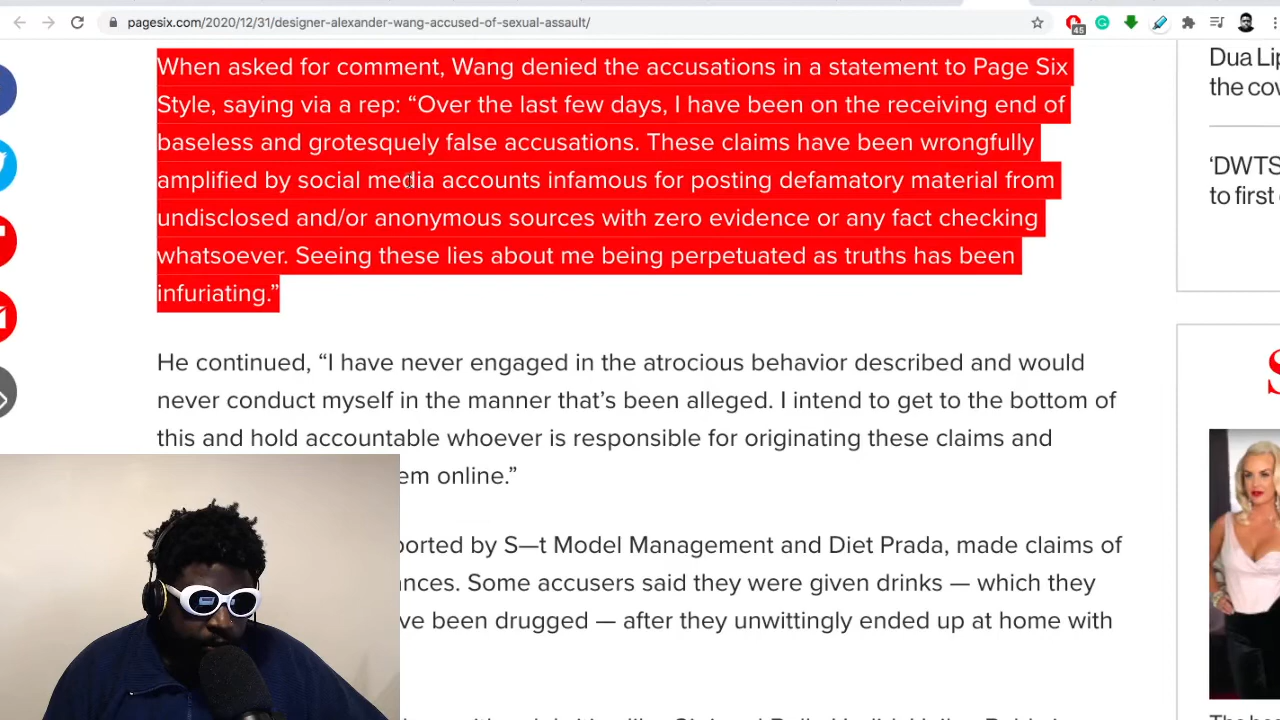 pagesix.com/2020/12/31/designer-alexander-wang-accused-of-sexual-assault/
45
When asked for comment, Wang denied the accusations in a statement to Page Six
Style, saying via a rep: “Over the last few days, I have been on the receiving end of
baseless and grotesquely false accusations. These claims have been wrongfully
amplified by social media accounts infamous for posting defamatory material from
undisclosed and/or anonymous sources with zero evidence or any fact checking
whatsoever. Seeing these lies about me being perpetuated as truths has been
infuriating.”
He continued, “I have never engaged in the atrocious behavior described and would
never conduct myself in the manner that’s been alleged. I intend to get to the bottom of
this and hold accountable whoever is responsible for originating these claims and
em online.”
ported by S—t Model Management and Diet Prada, made claims of
ances. Some accusers said they were given drinks — which they
ve been drugged — after they unwittingly ended up at home with
Dua Lip
the cov
‘DWTS
to first